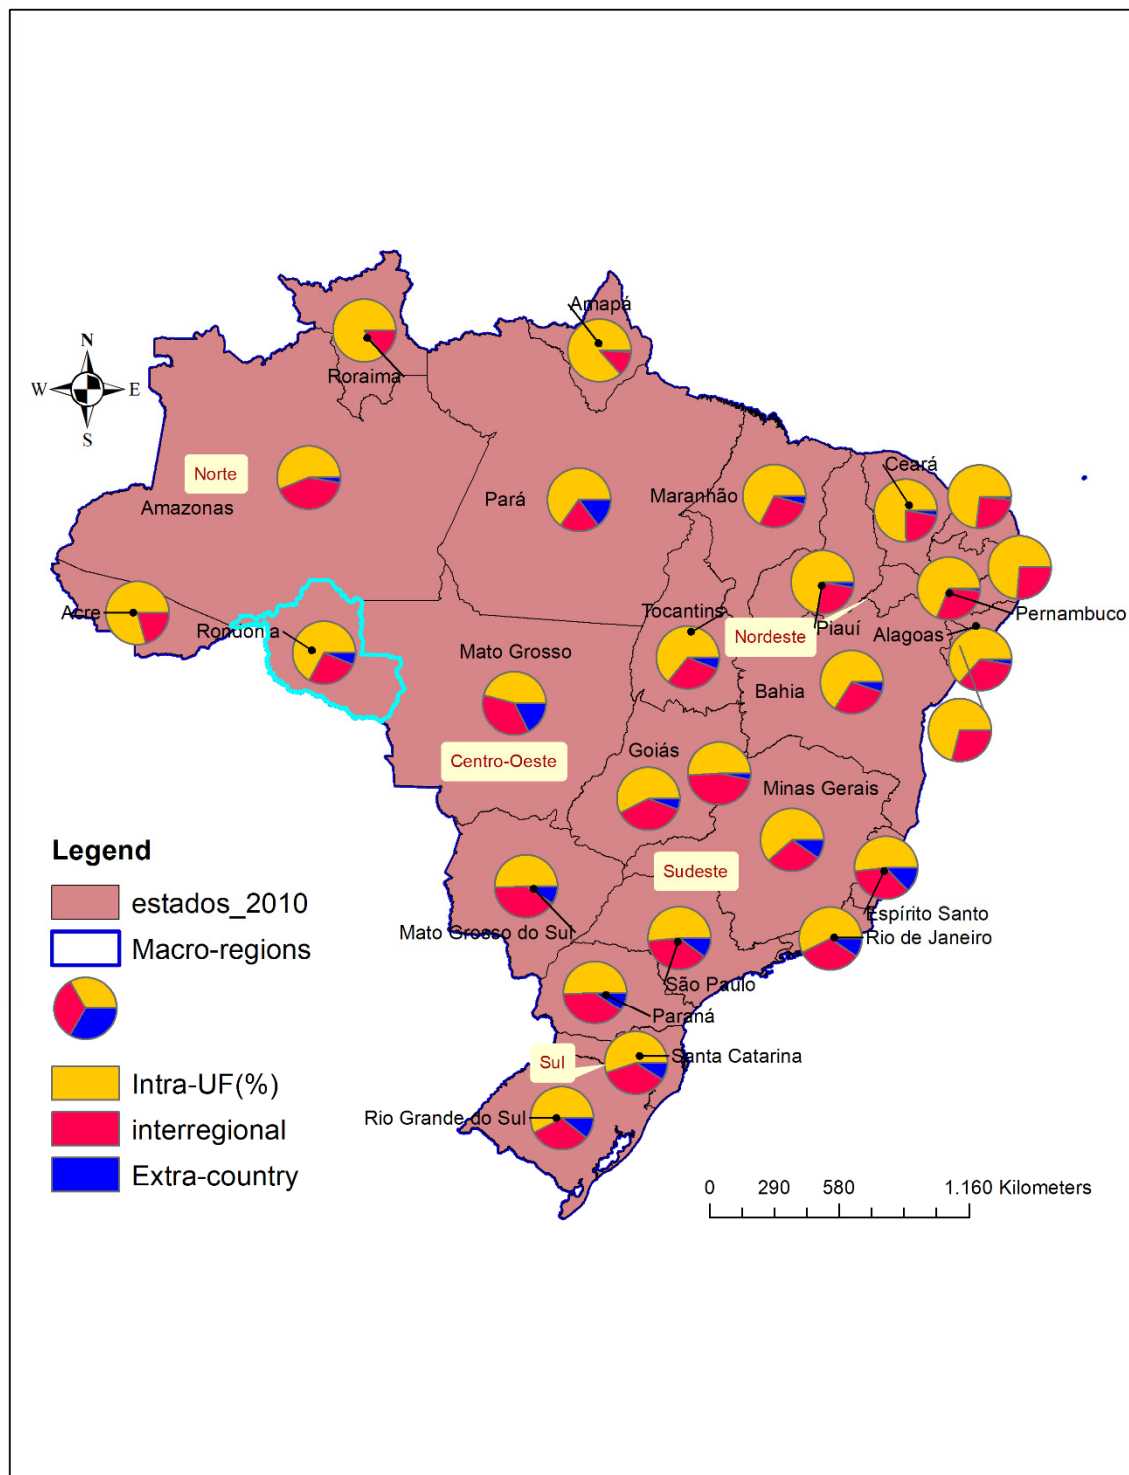 Amapá
N
W
E
S
Roraima
Norte
Amazonas
Pará
Maranhão
Ceará
Acre
Rondônia
Tocantins
Nordeste
Piauí
Alagoas
Pernambuco
Mato Grosso
Bahia
Centro-Oeste
Goiás
Minas Gerais
Sudeste
Espírito Santo
Mato Grosso do Sul
Rio de Janeiro
São Paulo
Paraná
Sul
Santa Catarina
Rio Grande do Sul
Legend
estados_2010
Macro-regions
Intra-UF(%)
interregional
Extra-country
0 290 580 1.160 Kilometers